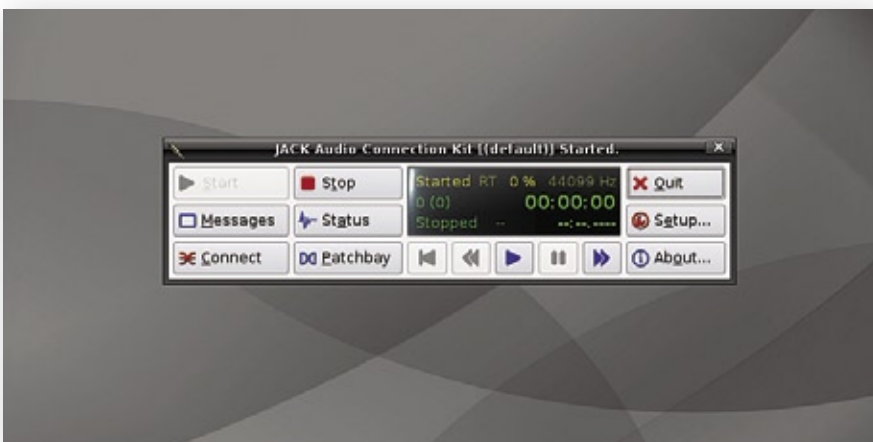 JACK Audio Connection Kit [(default)] Started.
Start
Stop
Started RT 0 % 44099 Hz
Quit
Messages
Status
0 (0) 00:00:00
Stopped -- --:--.----
Setup...
Connect
Patchbay
About...